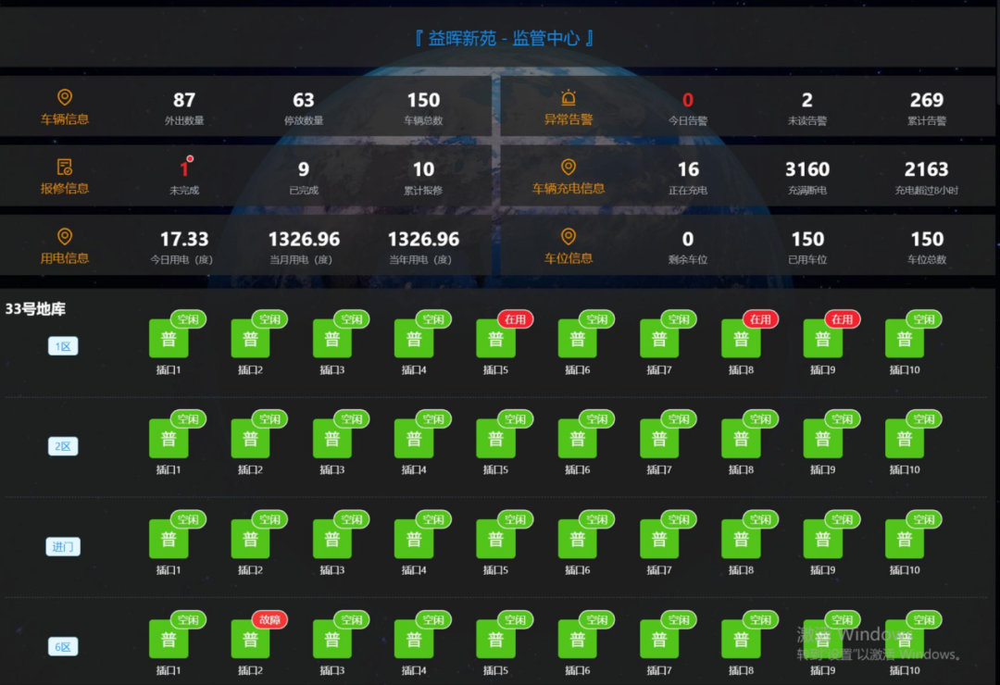 『 益晖新苑 - 监管中心 』
87 63 150 0 2 269
车辆信息 外出数量 停放数量 车辆总数 异常告警 今日告警 未读告警 累计告警
1 9 10 16 3160 2163
报修信息 未完成 已完成 累计报修 车辆充电信息 正在充电 充满断电 充电超过8小时
17.33 1326.96 1326.96 0 150 150
用电信息 今日用电（度） 当月用电（度） 当年用电（度） 车位信息 剩余车位 已用车位 车位总数
33号地库
空闲 空闲 空闲 空闲 在用 空闲 空闲 在用 在用 空闲
1区 普 普 普 普 普 普 普 普 普 普
插口1 插口2 插口3 插口4 插口5 插口6 插口7 插口8 插口9 插口10
空闲 空闲 空闲 空闲 空闲 空闲 空闲 空闲 空闲 空闲
2区 普 普 普 普 普 普 普 普 普 普
插口1 插口2 插口3 插口4 插口5 插口6 插口7 插口8 插口9 插口10
空闲 空闲 空闲 空闲 空闲 空闲 空闲 空闲 空闲 空闲
进门 普 普 普 普 普 普 普 普 普 普
插口1 插口2 插口3 插口4 插口5 插口6 插口7 插口8 插口9 插口10
空闲 故障 空闲 空闲 空闲 空闲 空闲 空闲 空闲 空闲
6区 普 普 普 普 普 普 普 普 普 普
插口1 插口2 插口3 插口4 插口5 插口6 插口7 插口8 插口9 插口10
激活 Windows
转到"设置"以激活 Windows。